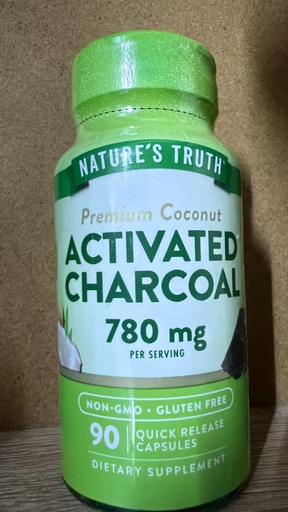 NATURE'S TRUTH
Premium Coconut
ACTIVATED
CHARCOAL
780 mg
PER SERVING
NON-GMO • GLUTEN FREE
90 QUICK RELEASE
CAPSULES
DIETARY SUPPLEMENT